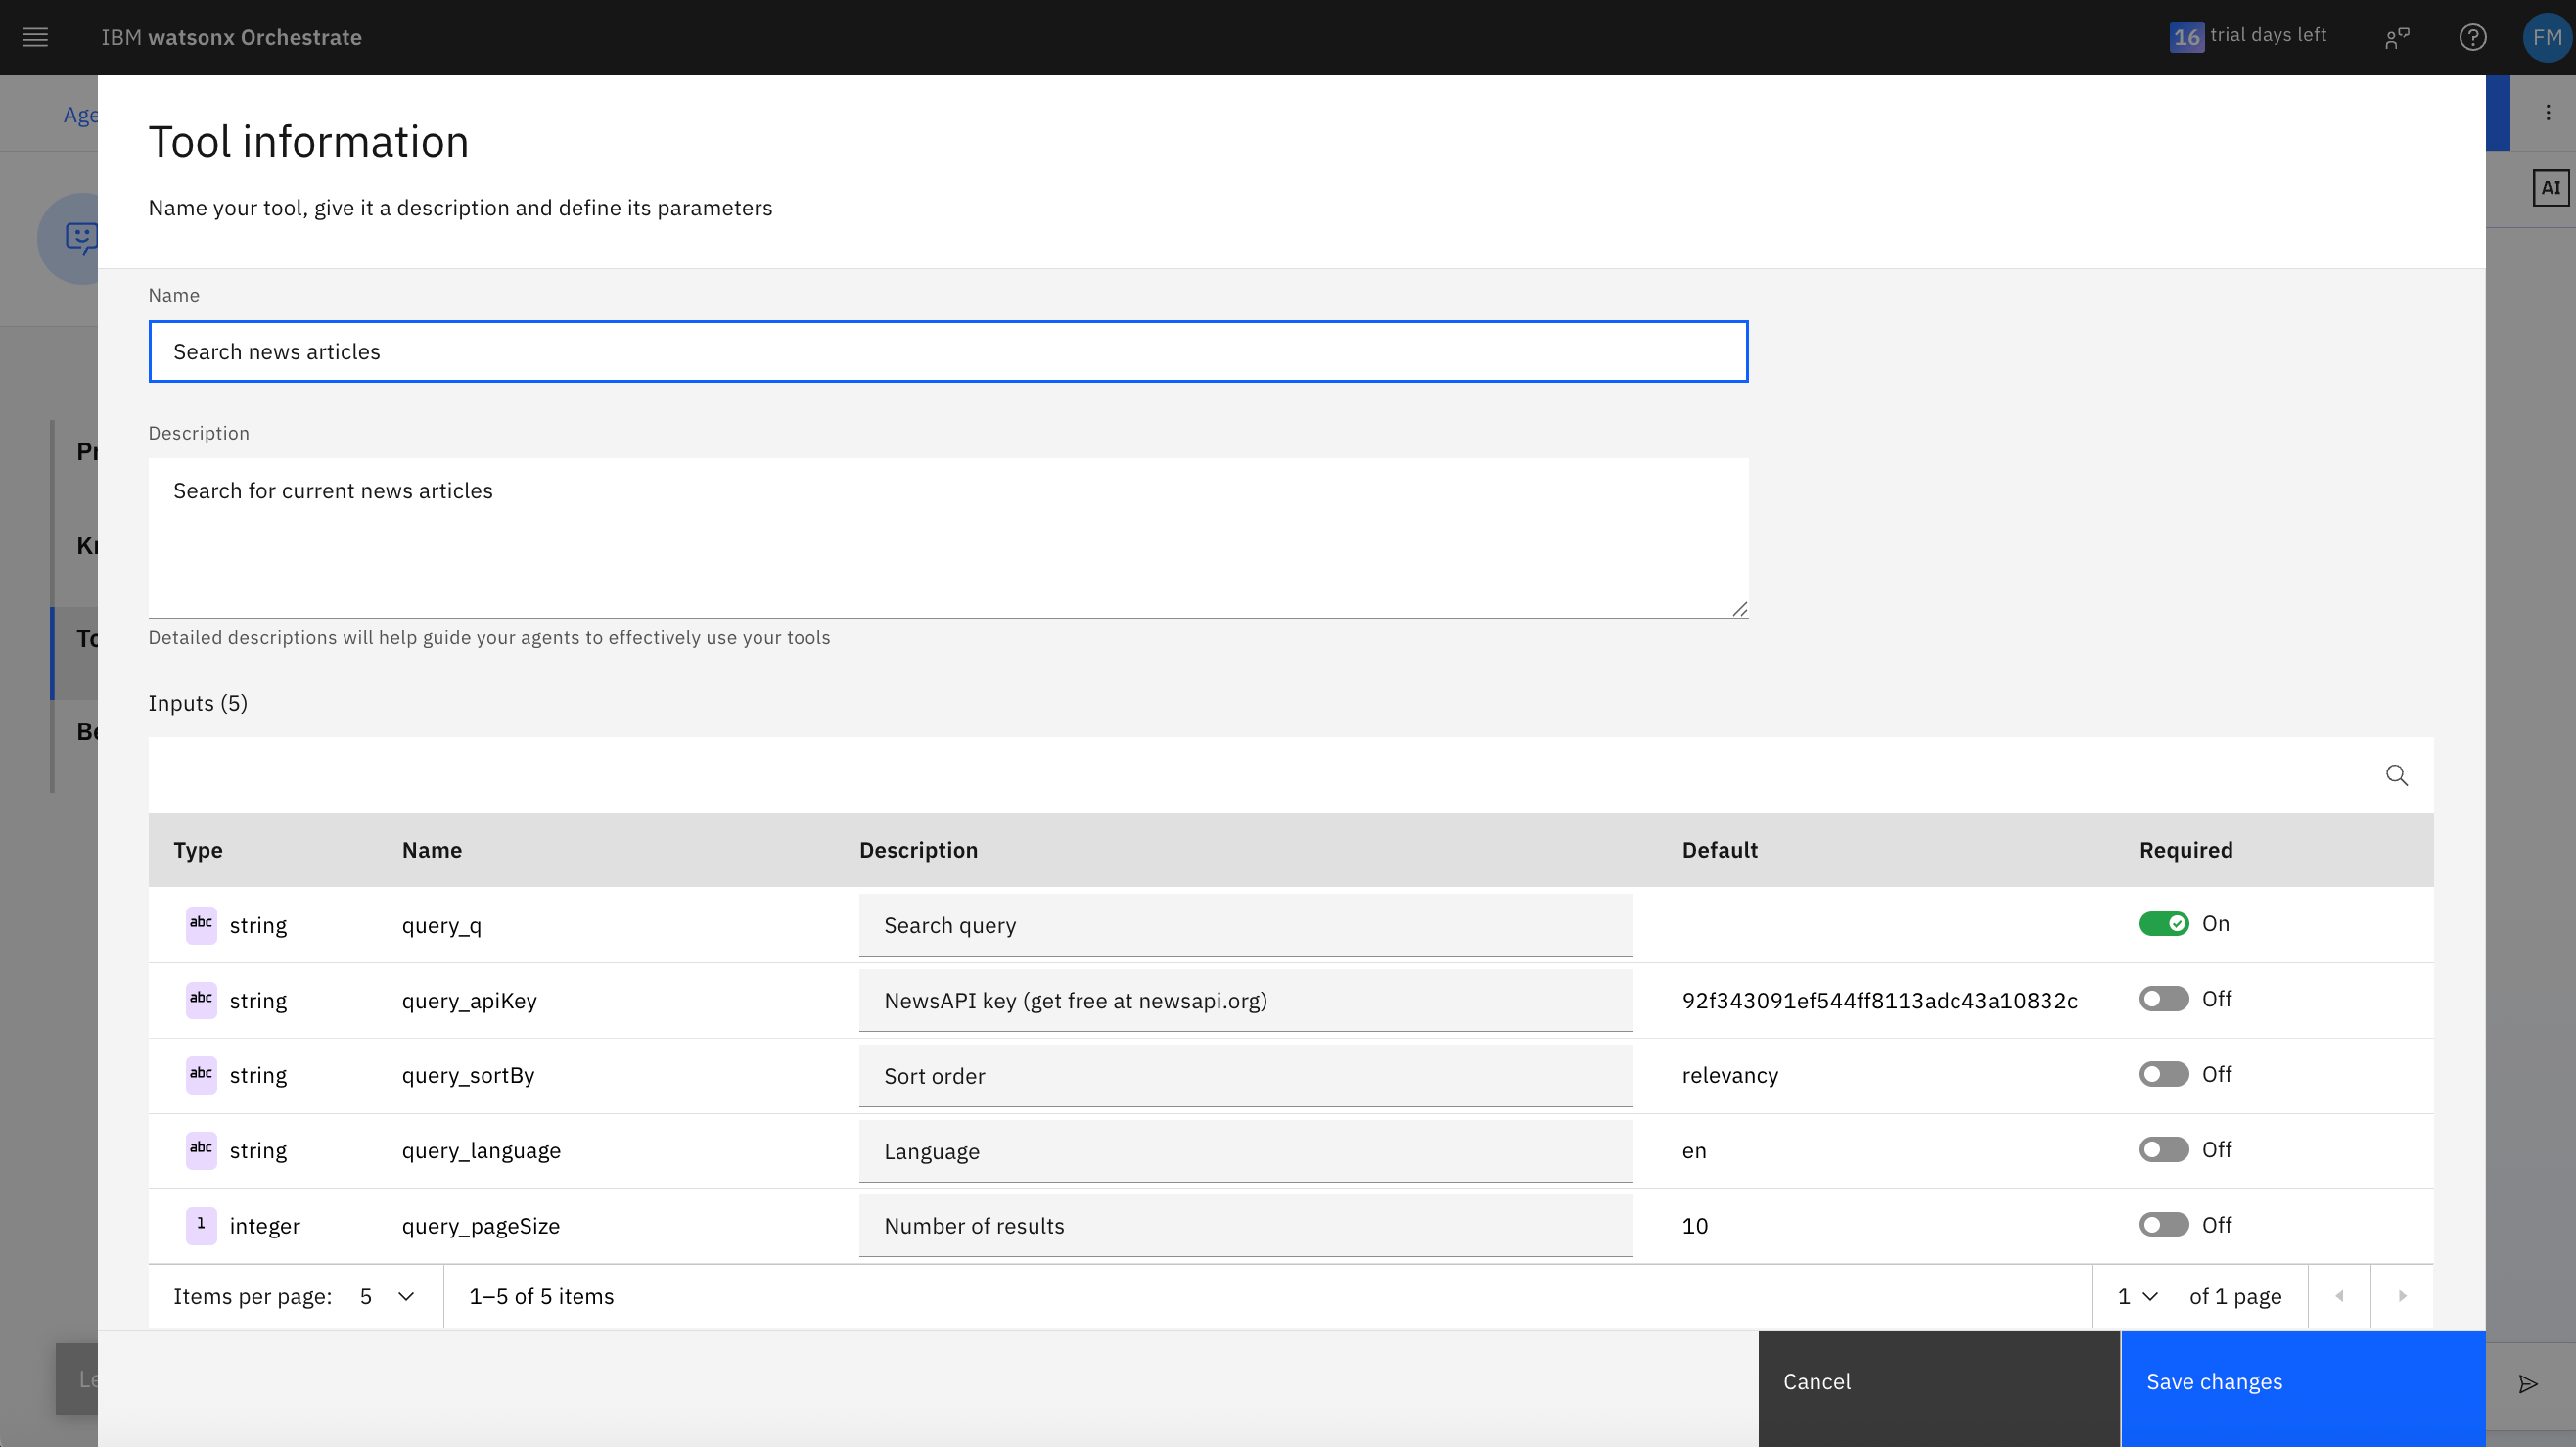 IBM watsonx Orchestrate
16 trial days left
FM
Age
AI
Tool information
Name your tool, give it a description and define its parameters
Name
Search news articles
Description
Search for current news articles
Detailed descriptions will help guide your agents to effectively use your tools
Pr
Kn
To
Be
Inputs (5)
Type Name Description Default Required
abc string query_q Search query On
abc string query_apiKey NewsAPI key (get free at newsapi.org) 92f343091ef544ff8113adc43a10832c Off
abc string query_sortBy Sort order relevancy Off
abc string query_language Language en Off
1 integer query_pageSize Number of results 10 Off
Items per page: 5 1–5 of 5 items 1 of 1 page
Le
Cancel Save changes